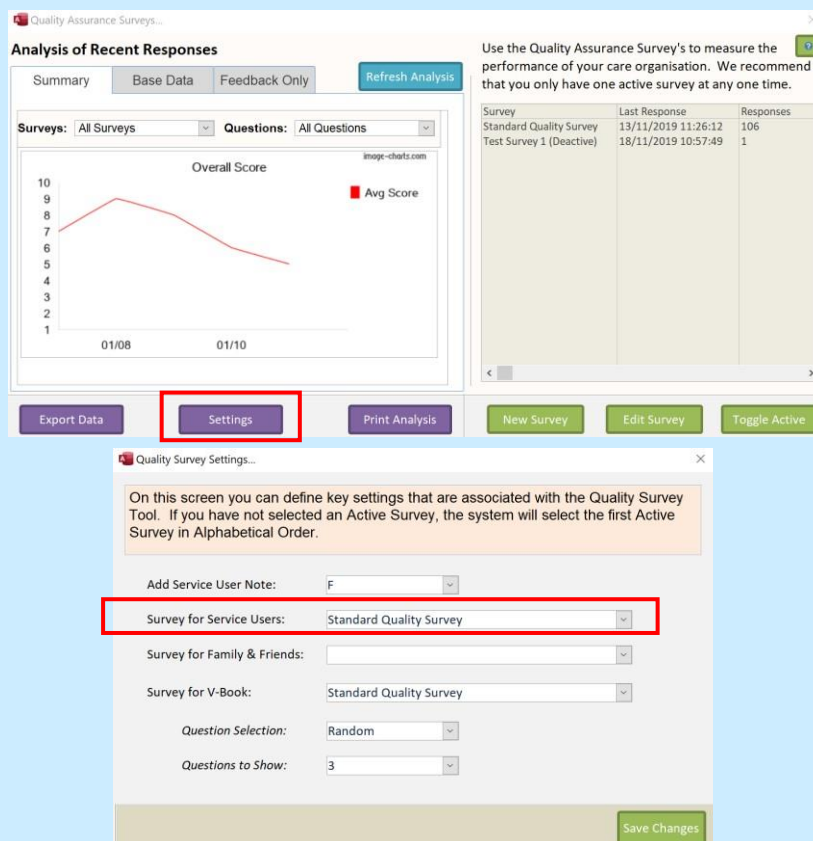 Quality Assurance Surveys...
Analysis of Recent Responses
Summary
Base Data
Feedback Only
Refresh Analysis
Surveys: All Surveys
Questions: All Questions
image-charts.com
Overall Score
Avg Score
10
9
8
7
6
5
4
3
2
1
01/08
01/10
Export Data
Settings
Print Analysis
Use the Quality Assurance Survey's to measure the
performance of your care organisation. We recommend
that you only have one active survey at any one time.
Survey Last Response Responses
Standard Quality Survey 13/11/2019 11:26:12 106
Test Survey 1 (Deactive) 18/11/2019 10:57:49 1
New Survey
Edit Survey
Toggle Active
Quality Survey Settings...
On this screen you can define key settings that are associated with the Quality Survey
Tool. If you have not selected an Active Survey, the system will select the first Active
Survey in Alphabetical Order.
Add Service User Note: F
Survey for Service Users: Standard Quality Survey
Survey for Family & Friends:
Survey for V-Book: Standard Quality Survey
Question Selection: Random
Questions to Show: 3
Save Changes